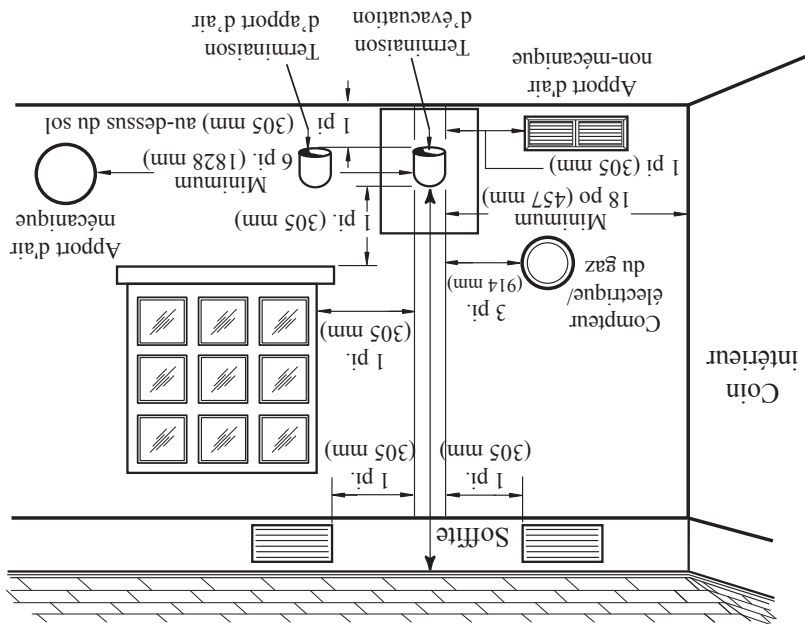 Soffite
1 pi.
(305 mm)
1 pi.
(305 mm)
Coin
intérieur
1 pi.
(305 mm)
Compteur
électrique/
du gaz
3 pi.
(914 mm)
1 pi.
(305 mm)
Apport d'air
mécanique
Minimum
18 po (457 mm)
Minimum
6 pi. (1828 mm)
1 pi (305 mm)
1 pi (305 mm) au-dessus du sol
Apport d'air
non-mécanique
Terminaison
d'évacuation
Terminaison
d'apport d'air